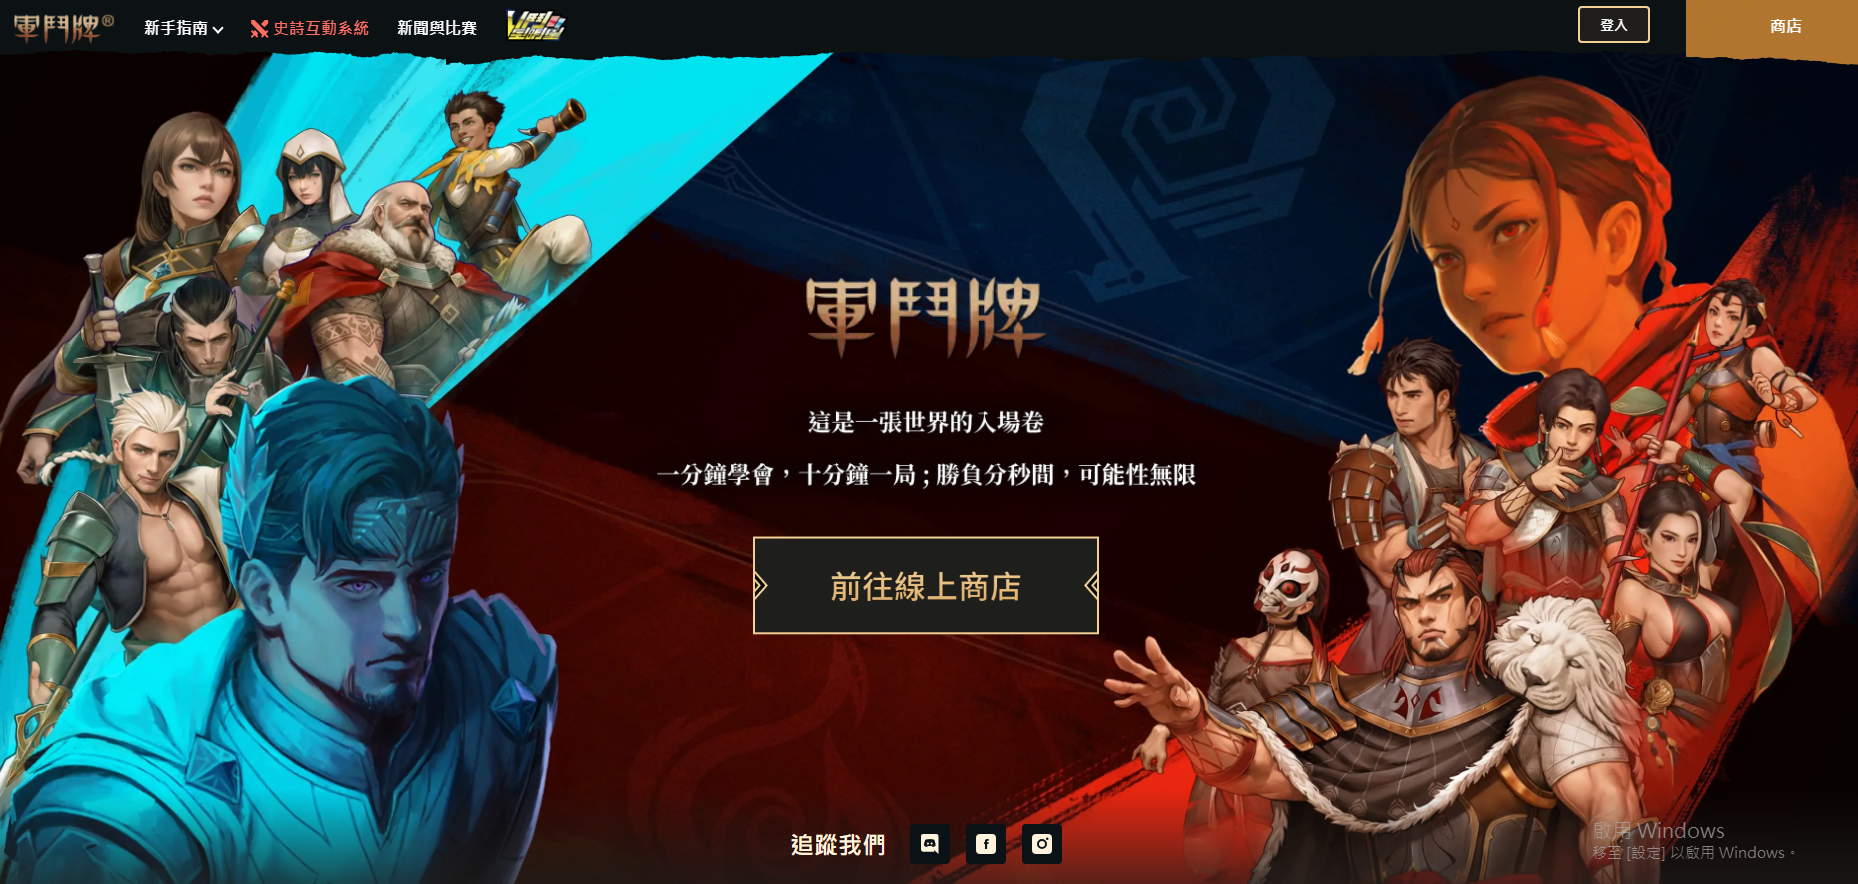 軍鬥牌®
新手指南
史詩互動系統
新聞與比賽
登入
商店
軍鬥牌
這是一張世界的入場卷
一分鐘學會，十分鐘一局 ; 勝負分秒間，可能性無限
前往線上商店
追蹤我們
啟用 Windows
移至 [設定] 以啟用 Windows。